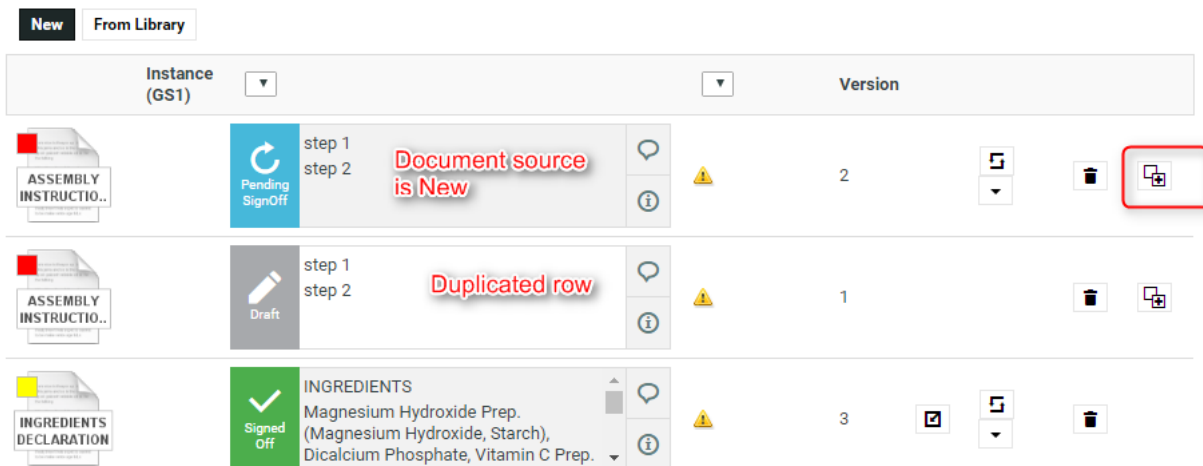 New From Library
Instance
(GS1)
Version
ASSEMBLY
INSTRUCTIO..
Pending
SignOff
step 1
step 2
Document source
is New
2
ASSEMBLY
INSTRUCTIO..
Draft
step 1
step 2
Duplicated row
1
INGREDIENTS
DECLARATION
Signed
Off
INGREDIENTS
Magnesium Hydroxide Prep.
(Magnesium Hydroxide, Starch),
Dicalcium Phosphate, Vitamin C Prep.
3